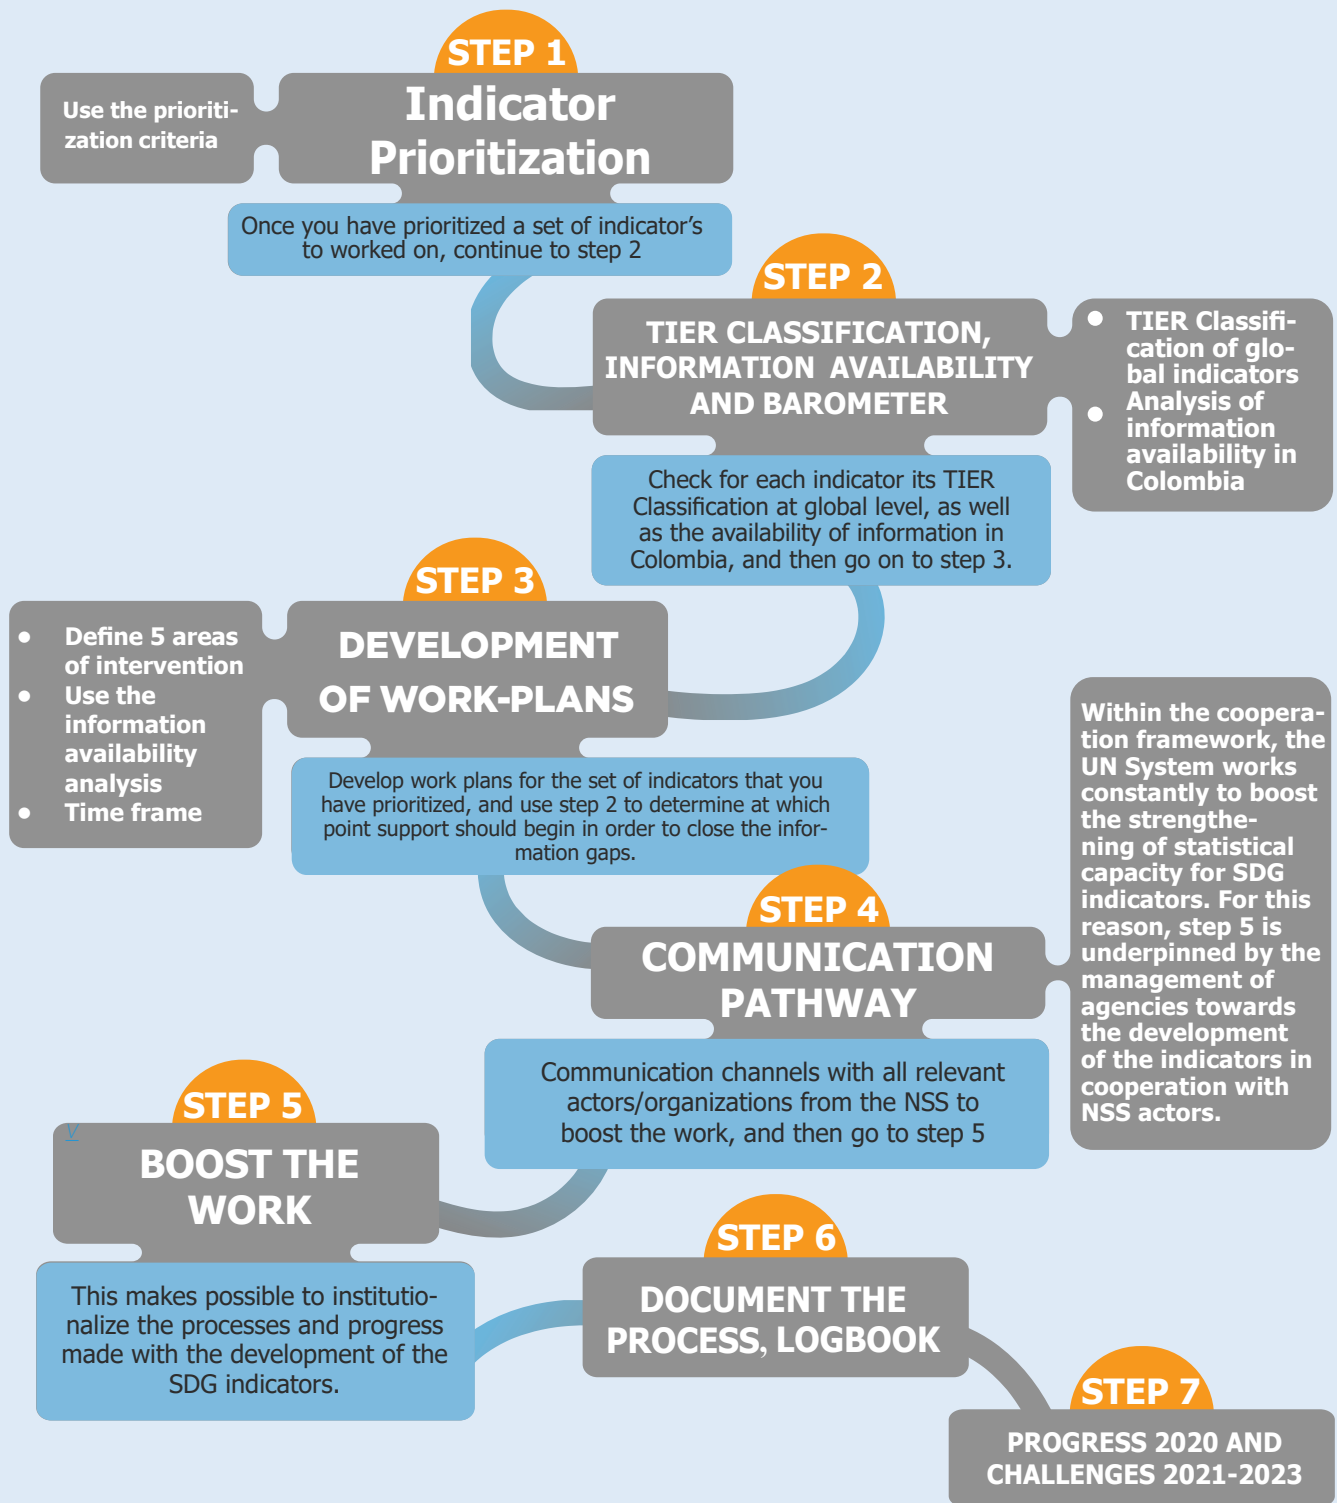 STEP 1
Indicator
Prioritization
Use the prioriti-
zation criteria
Once you have prioritized a set of indicator’s
to worked on, continue to step 2
STEP 2
TIER CLASSIFICATION,
INFORMATION AVAILABILITY
AND BAROMETER
● TIER Classifi-
cation of glo-
bal indicators
● Analysis of
information
availability in
Colombia
Check for each indicator its TIER
Classification at global level, as well
as the availability of information in
Colombia, and then go on to step 3.
STEP 3
DEVELOPMENT
OF WORK-PLANS
● Define 5 areas
of intervention
● Use the
information
availability
analysis
● Time frame
Develop work plans for the set of indicators that you
have prioritized, and use step 2 to determine at which
point support should begin in order to close the infor-
mation gaps.
STEP 4
COMMUNICATION
PATHWAY
Within the coopera-
tion framework, the
UN System works
constantly to boost
the strengthe-
ning of statistical
capacity for SDG
indicators. For this
reason, step 5 is
underpinned by the
management of
agencies towards
the development
of the indicators in
cooperation with
NSS actors.
Communication channels with all relevant
actors/organizations from the NSS to
boost the work, and then go to step 5
STEP 5
V
BOOST THE
WORK
This makes possible to institutio-
nalize the processes and progress
made with the development of the
SDG indicators.
STEP 6
DOCUMENT THE
PROCESS, LOGBOOK
STEP 7
PROGRESS 2020 AND
CHALLENGES 2021-2023